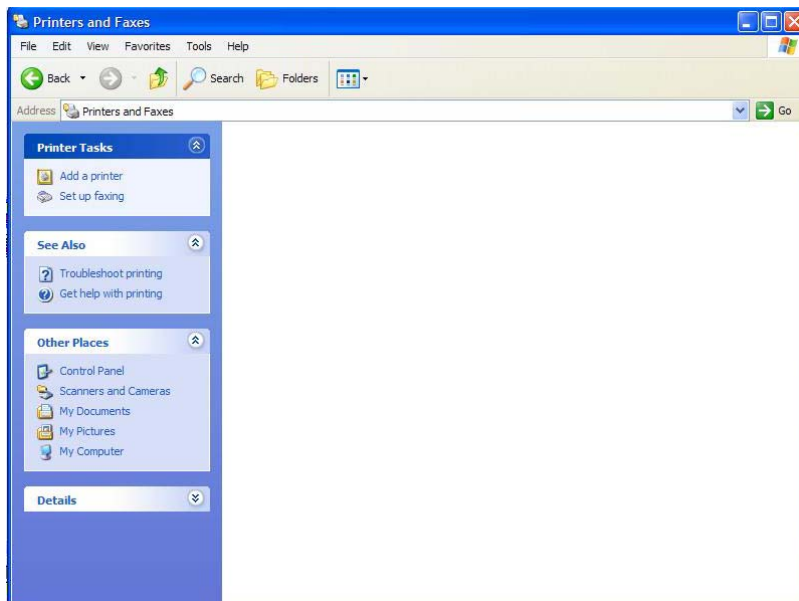 Printers and Faxes
File Edit View Favorites Tools Help
Back Search Folders
Address Printers and Faxes Go
Printer Tasks
Add a printer
Set up faxing
See Also
Troubleshoot printing
Get help with printing
Other Places
Control Panel
Scanners and Cameras
My Documents
My Pictures
My Computer
Details